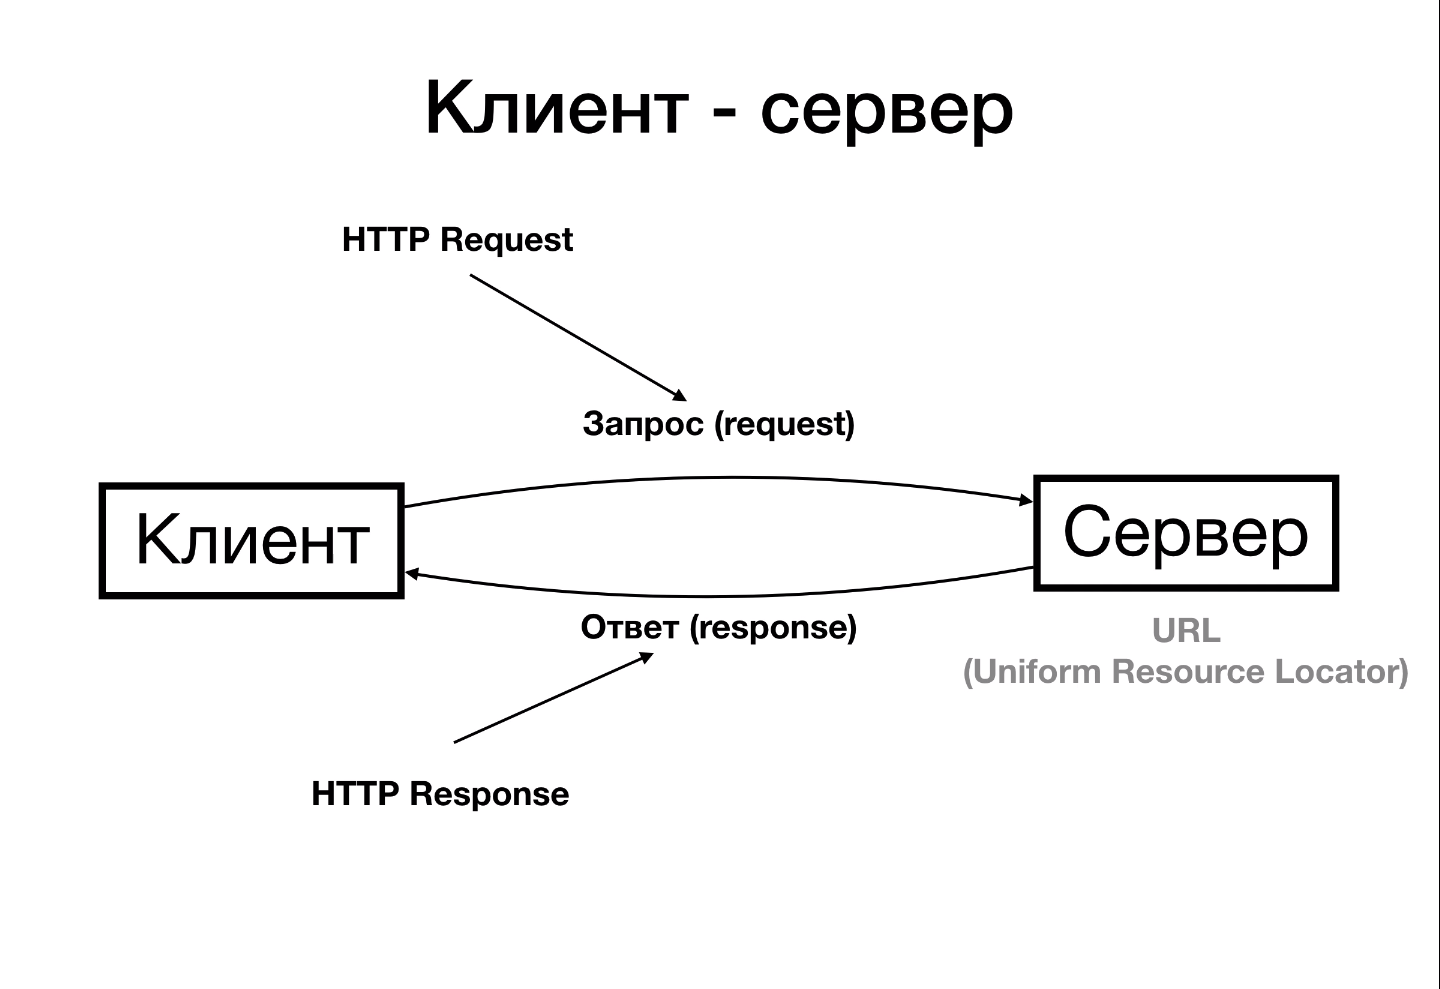 Клиент - сервер
HTTP Request
Запрос (request)
Клиент
Сервер
Ответ (response)
URL
(Uniform Resource Locator)
HTTP Response